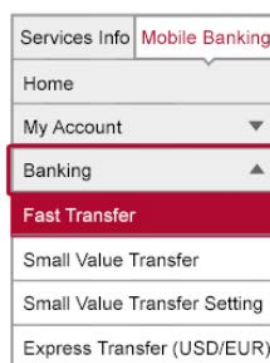 Services Info Mobile Banking
Home
My Account
Banking
Fast Transfer
Small Value Transfer
Small Value Transfer Setting
Express Transfer (USD/EUR)